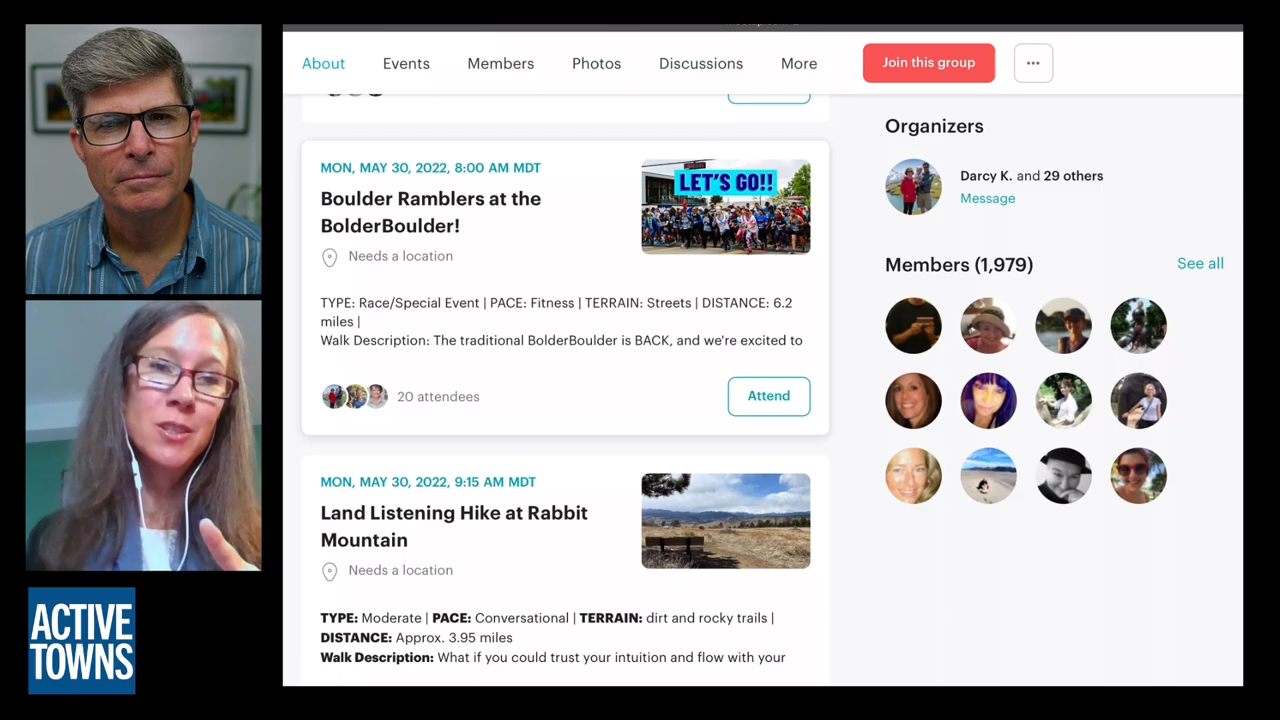 About Events Members Photos Discussions More Join this group ...
MON, MAY 30, 2022, 8:00 AM MDT
Boulder Ramblers at the
BolderBoulder!
Needs a location
LET'S GO!!
TYPE: Race/Special Event | PACE: Fitness | TERRAIN: Streets | DISTANCE: 6.2
miles |
Walk Description: The traditional BolderBoulder is BACK, and we're excited to
20 attendees
Attend
MON, MAY 30, 2022, 9:15 AM MDT
Land Listening Hike at Rabbit
Mountain
Needs a location
TYPE: Moderate | PACE: Conversational | TERRAIN: dirt and rocky trails |
DISTANCE: Approx. 3.95 miles
Walk Description: What if you could trust your intuition and flow with your
Organizers
Darcy K. and 29 others
Message
Members (1,979)
See all
ACTIVE
TOWNS